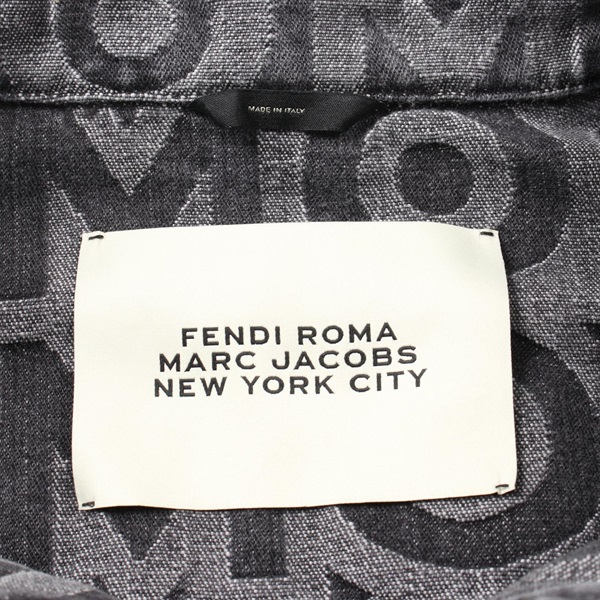 MADE IN ITALY
FENDI ROMA
MARC JACOBS
NEW YORK CITY